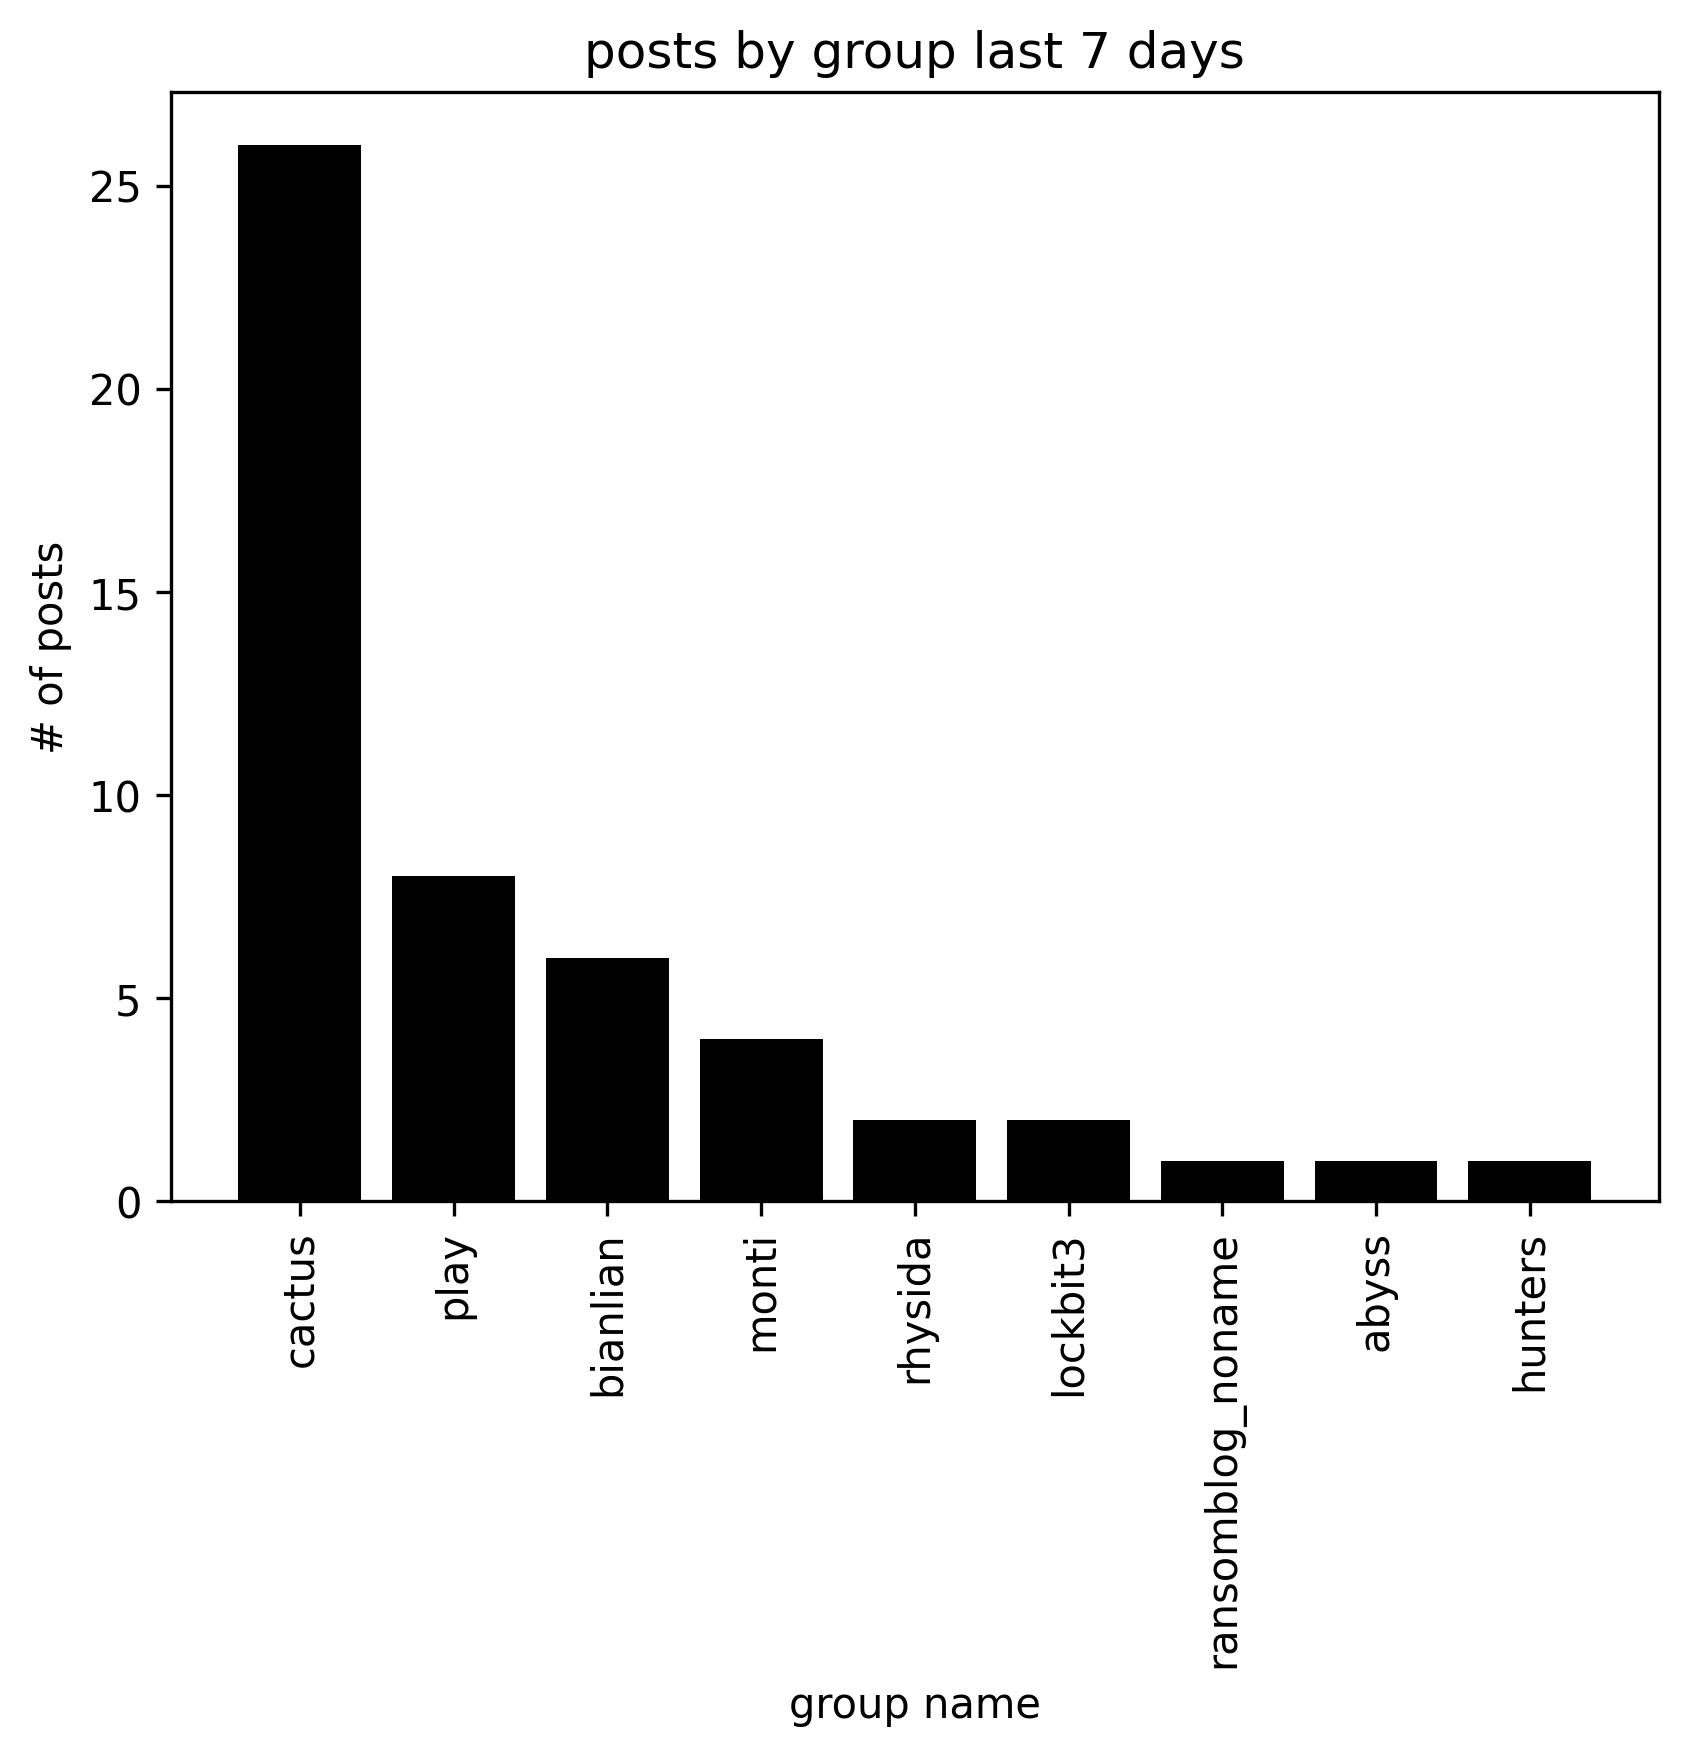 posts by group last 7 days
# of posts
25
20
15
10
5
0
cactus
play
bianlian
monti
rhysida
lockbit3
ransomblog_noname
abyss
hunters
group name